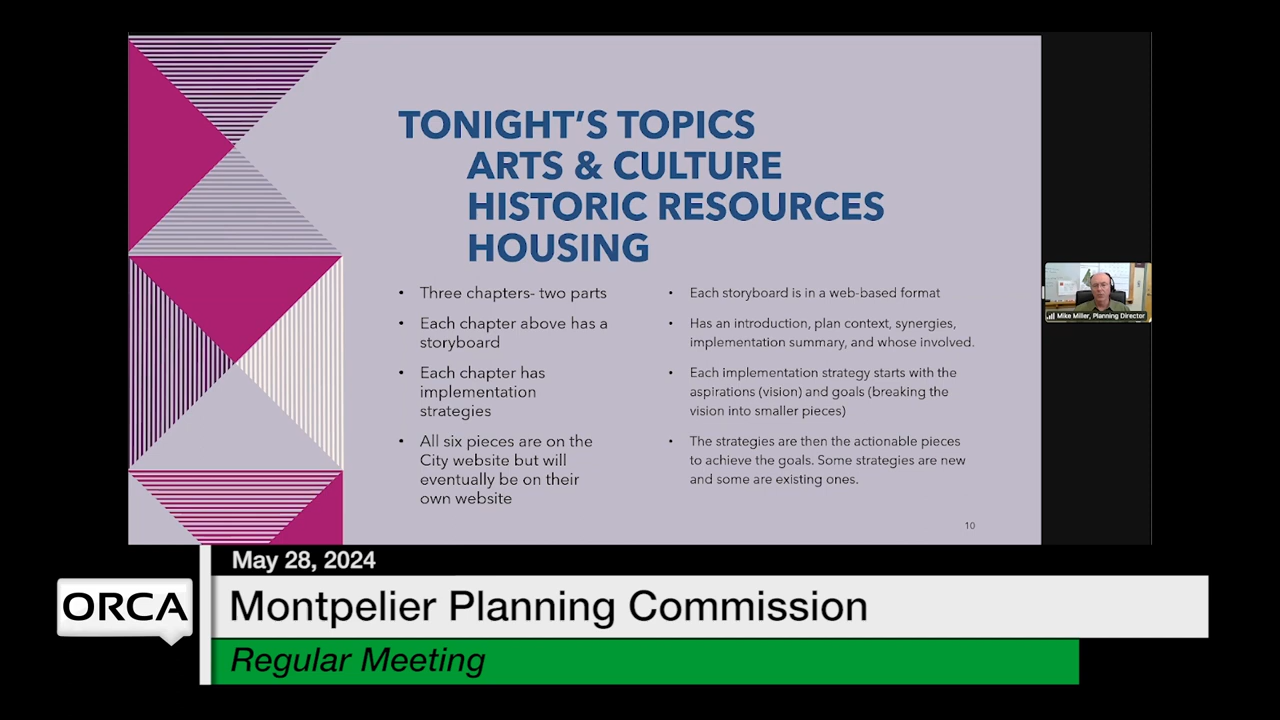 TONIGHT'S TOPICS
ARTS & CULTURE
HISTORIC RESOURCES
HOUSING
• Three chapters- two parts
• Each chapter above has a
storyboard
• Each chapter has
implementation
strategies
• All six pieces are on the
City website but will
eventually be on their
own website
• Each storyboard is in a web-based format
• Has an introduction, plan context, synergies,
implementation summary, and whose involved.
• Each implementation strategy starts with the
aspirations (vision) and goals (breaking the
vision into smaller pieces)
• The strategies are then the actionable pieces
to achieve the goals. Some strategies are new
and some are existing ones.
10
Mike Miller, Planning Director
May 28, 2024
ORCA
Montpelier Planning Commission
Regular Meeting